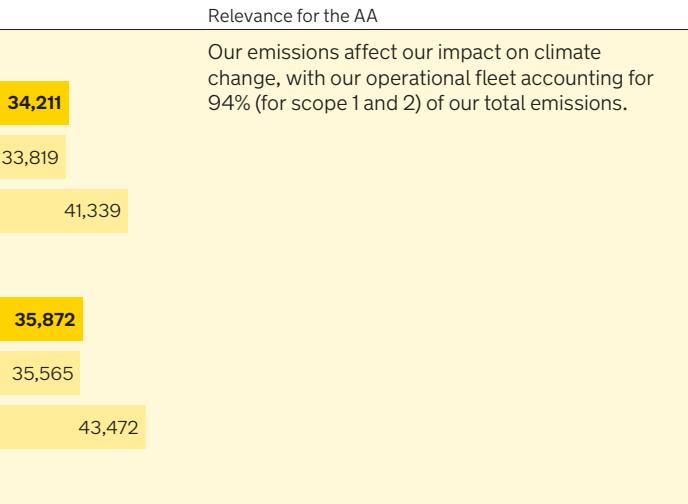 Relevance for the AA
Our emissions affect our impact on climate
change, with our operational fleet accounting for
94% (for scope 1 and 2) of our total emissions.
34,211
33,819
41,339
35,872
35,565
43,472